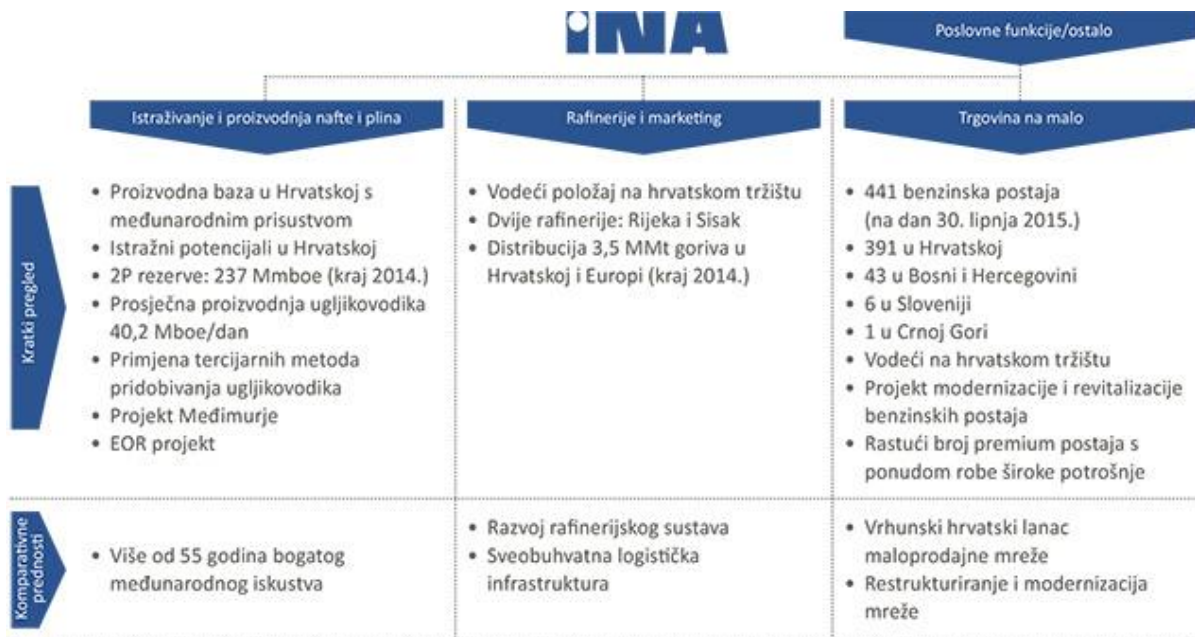 INA
Poslovne funkcije/ostalo
Istraživanje i proizvodnja nafte i plina
Rafinerije i marketing
Trgovina na malo
Kratki pregled
• Proizvodna baza u Hrvatskoj s
međunarodnim prisustvom
• Istražni potencijali u Hrvatskoj
• 2P rezerve: 237 Mmboe (kraj 2014.)
• Prosječna proizvodnja ugljikovodika
40,2 Mboe/dan
• Primjena tercijarnih metoda
pridobivanja ugljikovodika
• Projekt Međimurje
• EOR projekt
• Vodeći položaj na hrvatskom tržištu
• Dvije rafinerije: Rijeka i Sisak
• Distribucija 3,5 MMt goriva u
Hrvatskoj i Europi (kraj 2014.)
• 441 benzinska postaja
(na dan 30. lipnja 2015.)
• 391 u Hrvatskoj
• 43 u Bosni i Hercegovini
• 6 u Sloveniji
• 1 u Crnoj Gori
• Vodeći na hrvatskom tržištu
• Projekt modernizacije i revitalizacije
benzinskih postaja
• Rastući broj premium postaja s
ponudom robe široke potrošnje
Komparativne
prednosti
• Više od 55 godina bogatog
međunarodnog iskustva
• Razvoj rafinerijskog sustava
• Sveobuhvatna logistička
infrastruktura
• Vrhunski hrvatski lanac
maloprodajne mreže
• Restrukturiranje i modernizacija
mreže